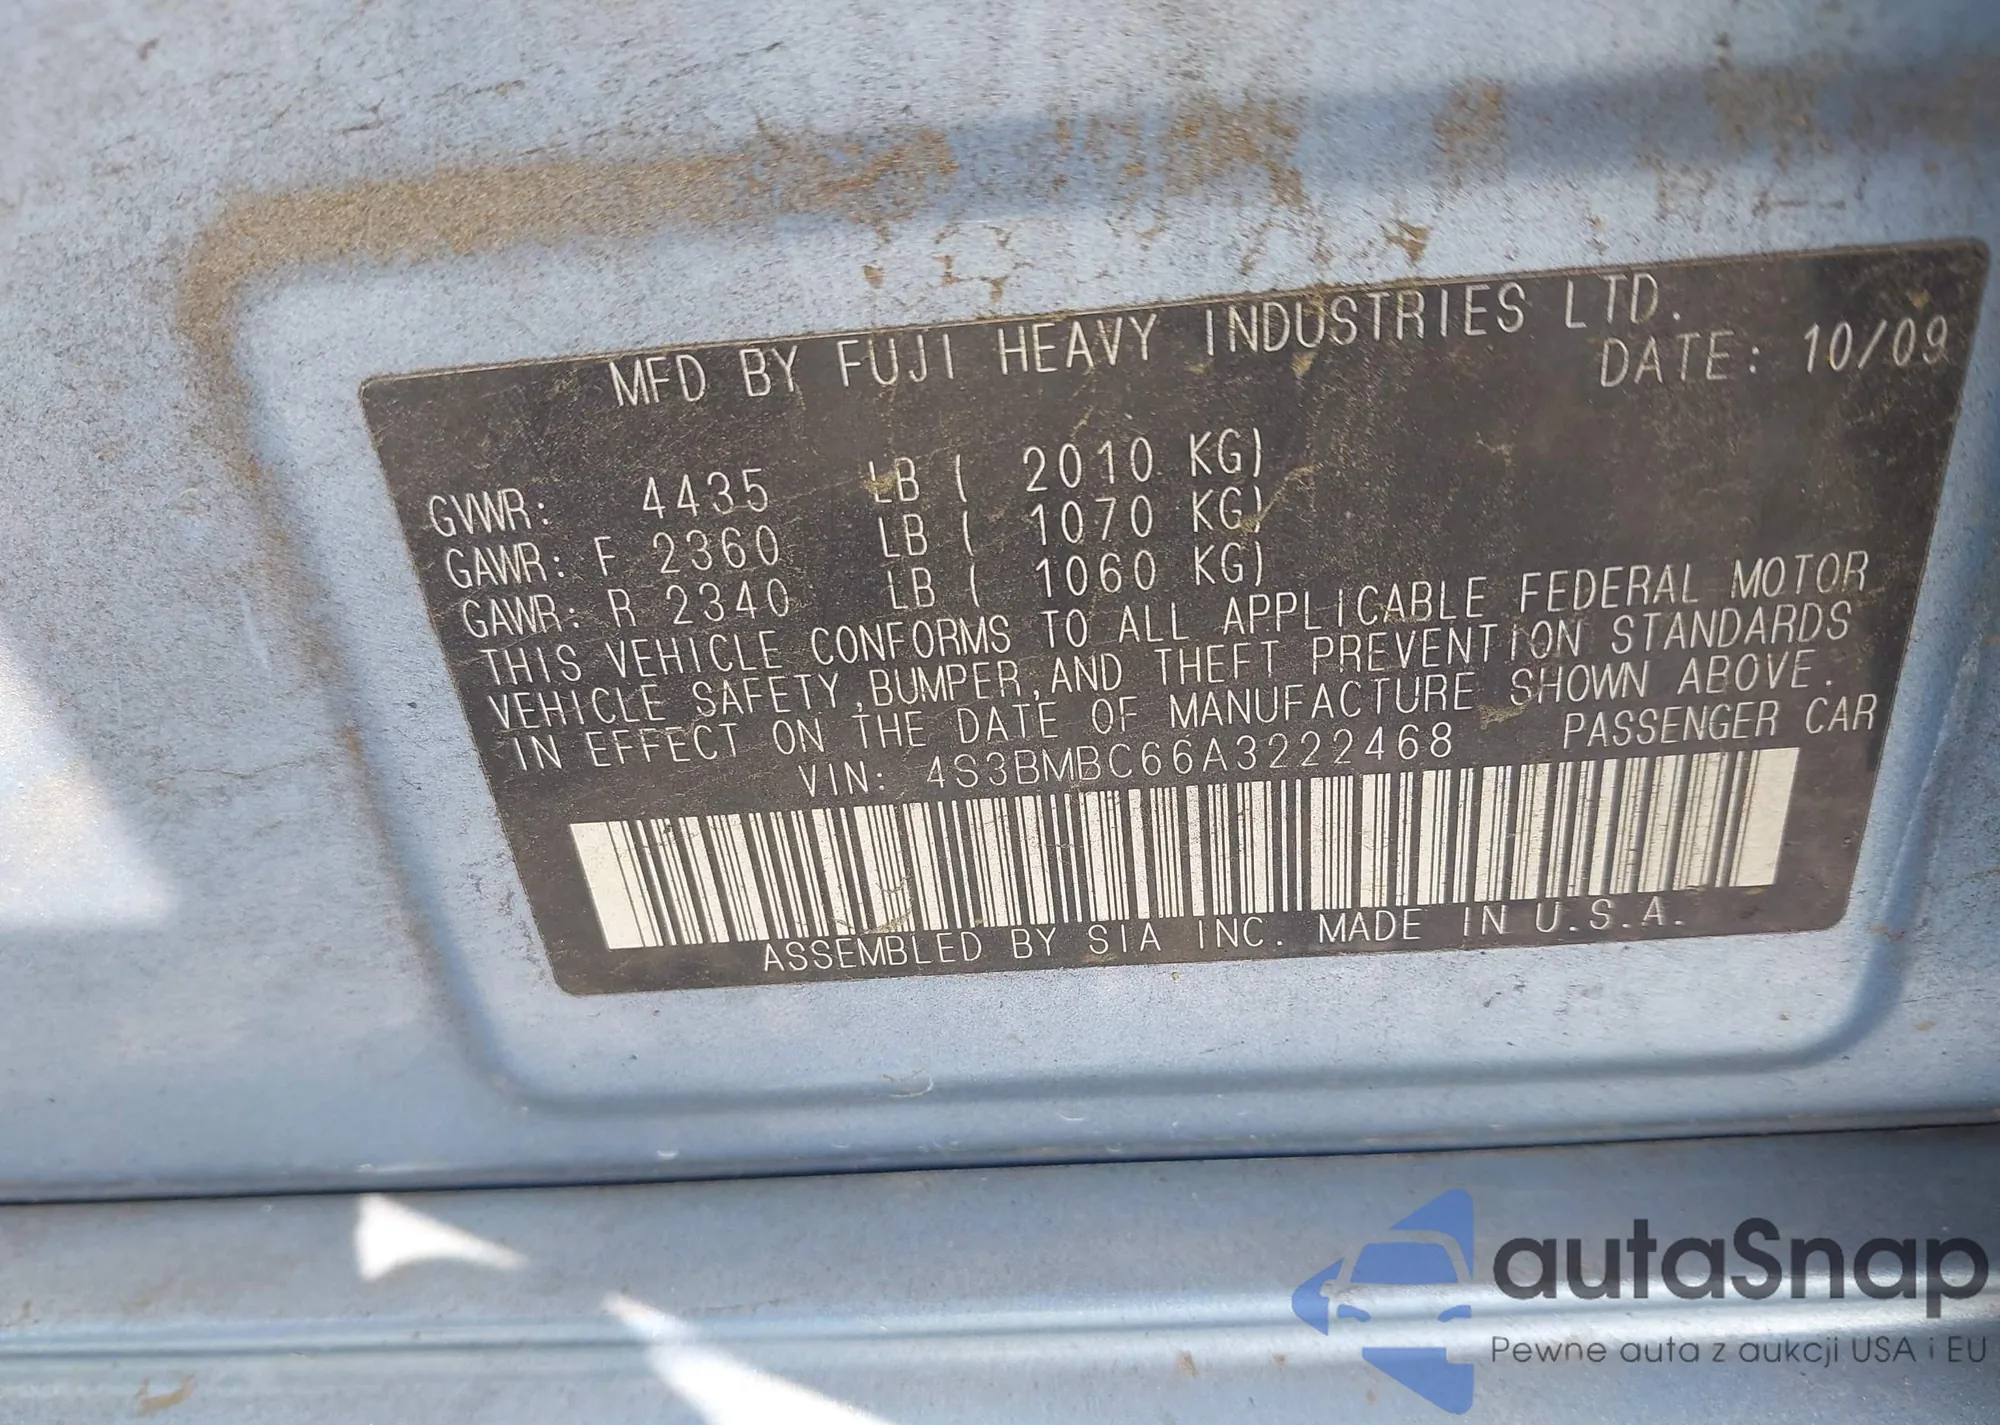 MFD BY FUJI HEAVY INDUSTRIES LTD.
DATE: 10/09
GVWR: 4435 LB ( 2010 KG)
GAWR: F 2360 LB ( 1070 KG)
GAWR: R 2340 LB ( 1060 KG)
THIS VEHICLE CONFORMS TO ALL APPLICABLE FEDERAL MOTOR
VEHICLE SAFETY,BUMPER,AND THEFT PREVENTION STANDARDS
IN EFFECT ON THE DATE OF MANUFACTURE SHOWN ABOVE.
VIN: 4S3BMBC66A3222468 PASSENGER CAR
ASSEMBLED BY SIA INC. MADE IN U.S.A.
autaSnap
Pewne auta z aukcji USA i EU